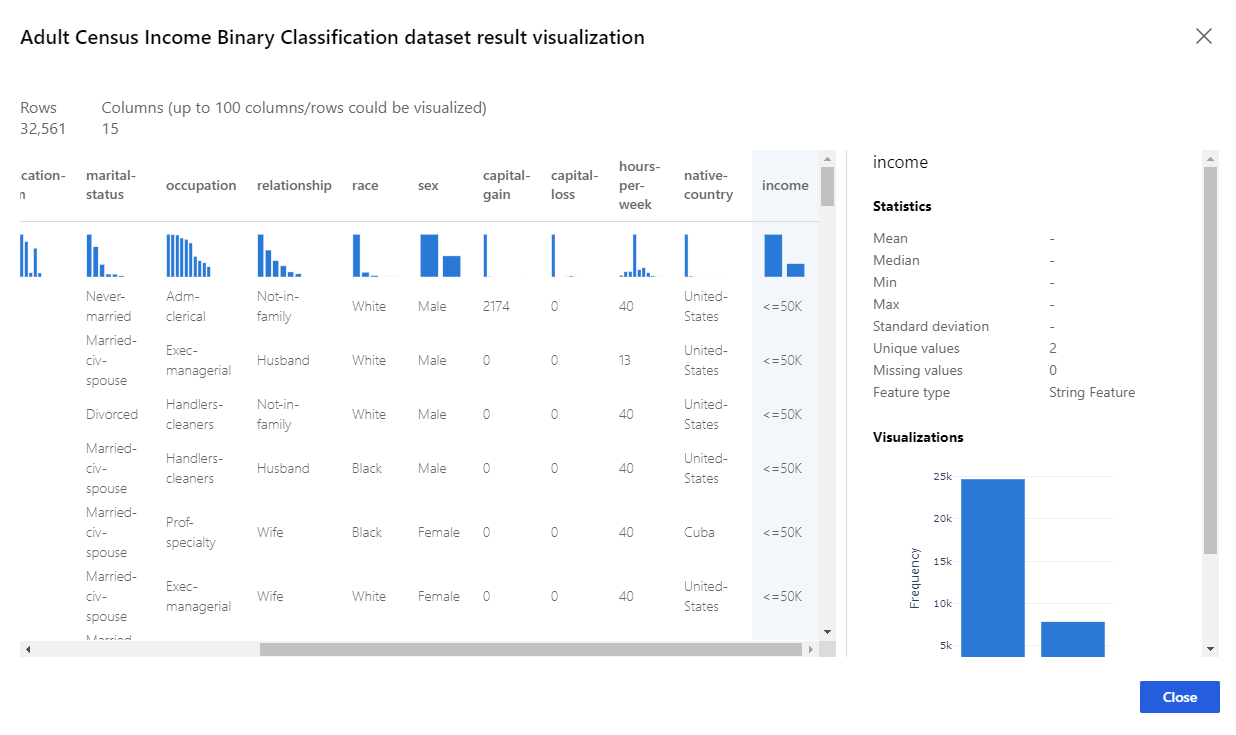 Adult Census Income Binary Classification dataset result visualization
Rows
Columns (up to 100 columns/rows could be visualized)
32,561
15
cation-
marital-
status
occupation
relationship
race
sex
capital-
gain
capital-
loss
hours-
per-
week
native-
country
income
Never-
married
Adm-
clerical
Not-in-
family
White
Male
2174
0
40
United-
States
<=50K
Married-
civ-
spouse
Exec-
managerial
Husband
White
Male
0
0
13
United-
States
<=50K
Divorced
Handlers-
cleaners
Not-in-
family
White
Male
0
0
40
United-
States
<=50K
Married-
civ-
spouse
Handlers-
cleaners
Husband
Black
Male
0
0
40
United-
States
<=50K
Married-
civ-
spouse
Prof-
specialty
Wife
Black
Female
0
0
40
Cuba
<=50K
Married-
civ-
spouse
Exec-
managerial
Wife
White
Female
0
0
40
United-
States
<=50K
Married
income
Statistics
Mean -
Median -
Min -
Max -
Standard deviation -
Unique values 2
Missing values 0
Feature type String Feature
Visualizations
25k
20k
15k
10k
5k
Frequency
Close